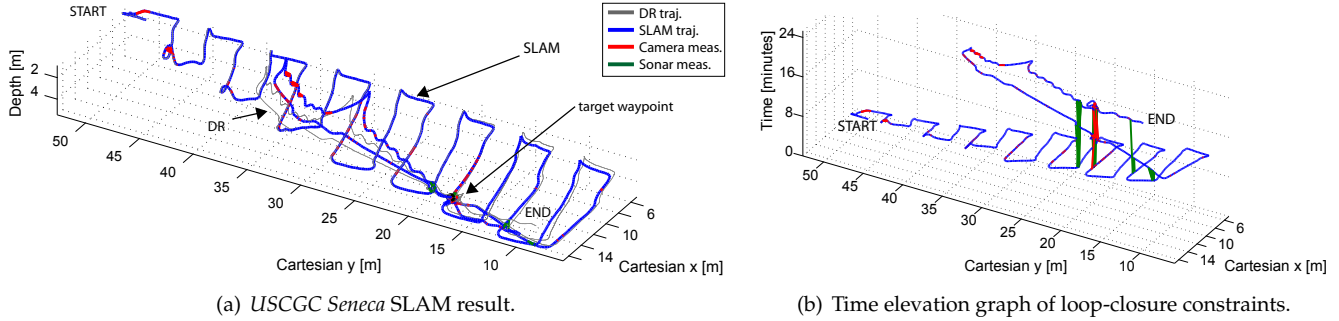 START
DR traj.
SLAM traj.
Camera meas.
Sonar meas.
SLAM
target waypoint
DR
END
Depth [m]
2
4
50
45
40
35
30
25
20
15
10
Cartesian y [m]
6
10
14
Cartesian x [m]
(a) USCGC Seneca SLAM result.
Time [minutes]
24
16
8
0
START
END
50
45
40
35
30
25
20
15
10
Cartesian y [m]
6
10
14
Cartesian x [m]
(b) Time elevation graph of loop-closure constraints.